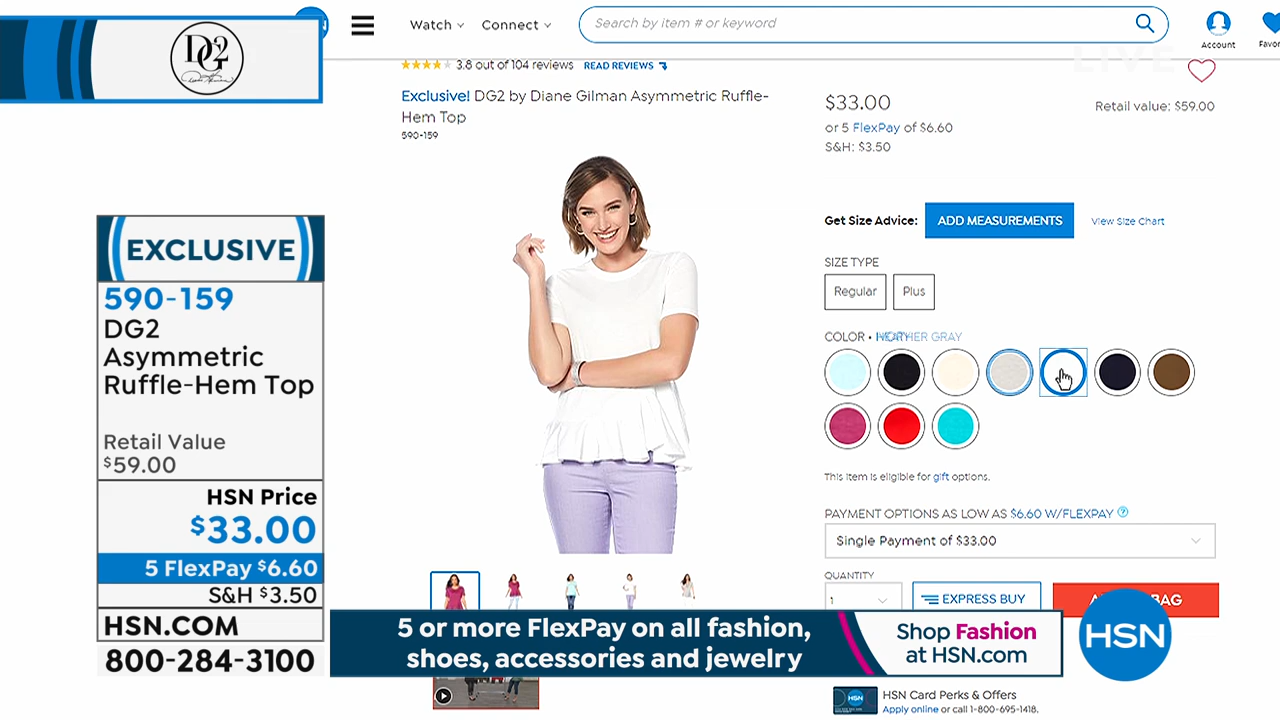 DG2
Watch
Connect
Search by item # or keyword
Account
LIVE
3.8 out of 104 reviews READ REVIEWS
Exclusive! DG2 by Diane Gilman Asymmetric Ruffle-
Hem Top
590-159
$33.00
Retail value: $59.00
or 5 FlexPay of $6.60
S&H: $3.50
Get Size Advice: ADD MEASUREMENTS View Size Chart
SIZE TYPE
Regular Plus
COLOR •
This item is eligible for gift options.
PAYMENT OPTIONS AS LOW AS $6.60 W/FLEXPAY ?
Single Payment of $33.00
QUANTITY
1
EXPRESS BUY
BAG
EXCLUSIVE
590-159
DG2
Asymmetric
Ruffle-Hem Top
Retail Value
$59.00
HSN Price
$33.00
5 FlexPay $6.60
S&H $3.50
HSN.COM
800-284-3100
5 or more FlexPay on all fashion,
shoes, accessories and jewelry
Shop Fashion
at HSN.com
HSN
HSN
HSN Card Perks & Offers
Apply online or call 1-800-695-1418.